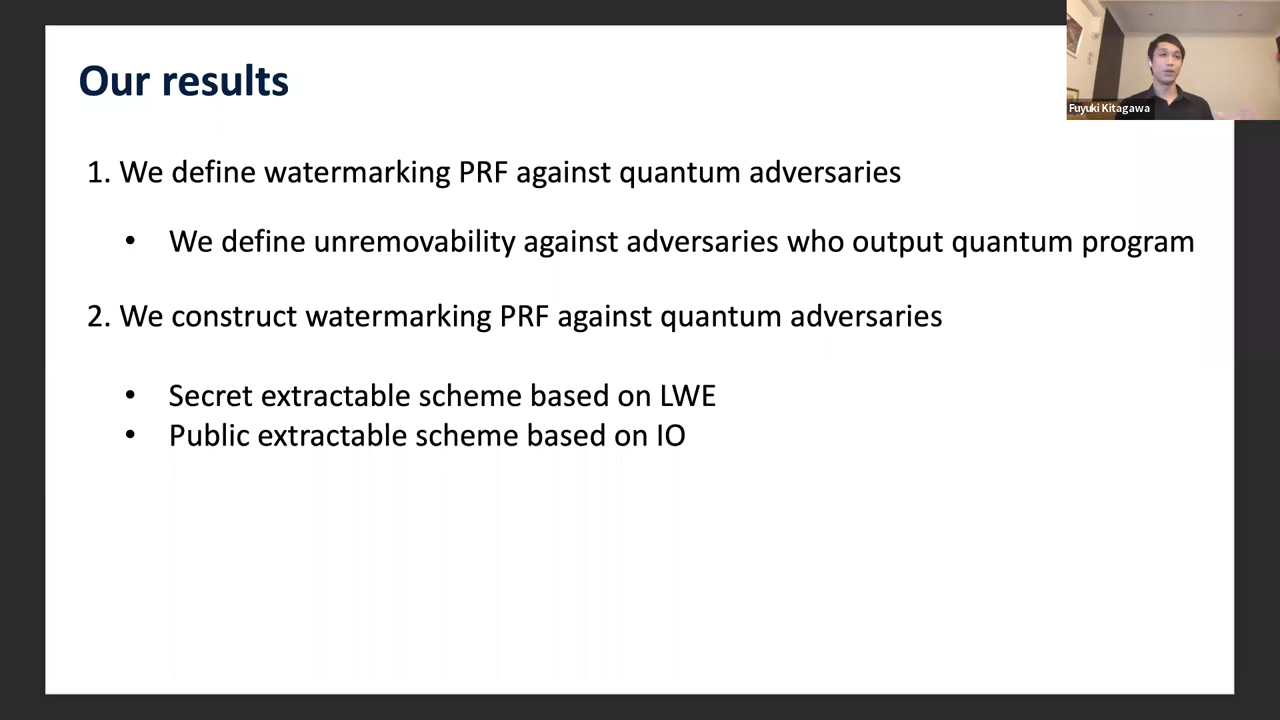 Our results
Fuyuki Kitagawa
1. We define watermarking PRF against quantum adversaries
• We define unremovability against adversaries who output quantum program
2. We construct watermarking PRF against quantum adversaries
• Secret extractable scheme based on LWE
• Public extractable scheme based on IO